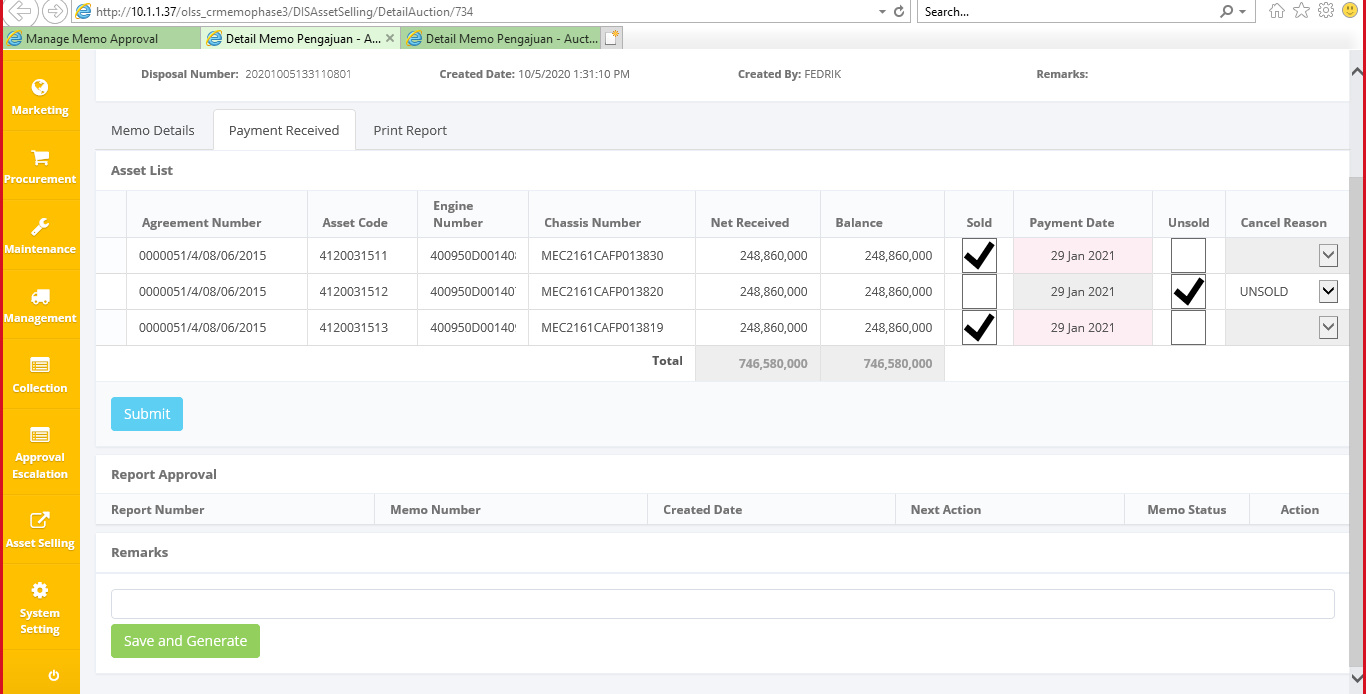 http://10.1.1.37/olss_crmemophase3/DISAssetSelling/DetailAuction/734
Search...
Manage Memo Approval
Detail Memo Pengajuan - A...
Detail Memo Pengajuan - Auct...
Marketing
Procurement
Maintenance
Management
Collection
Approval
Escalation
Asset Selling
System
Setting
Disposal Number: 20201005133110801 Created Date: 10/5/2020 1:31:10 PM Created By: FEDRIK Remarks:
Memo Details Payment Received Print Report
Asset List
Agreement Number Asset Code Engine Number Chassis Number Net Received Balance Sold Payment Date Unsold Cancel Reason
0000051/4/08/06/2015 4120031511 400950D00140 MEC2161CAFP013830 248,860,000 248,860,000 29 Jan 2021
0000051/4/08/06/2015 4120031512 400950D00140 MEC2161CAFP013820 248,860,000 248,860,000 29 Jan 2021 UNSOLD
0000051/4/08/06/2015 4120031513 400950D00140 MEC2161CAFP013819 248,860,000 248,860,000 29 Jan 2021
Total 746,580,000 746,580,000
Submit
Report Approval
Report Number Memo Number Created Date Next Action Memo Status Action
Remarks
Save and Generate